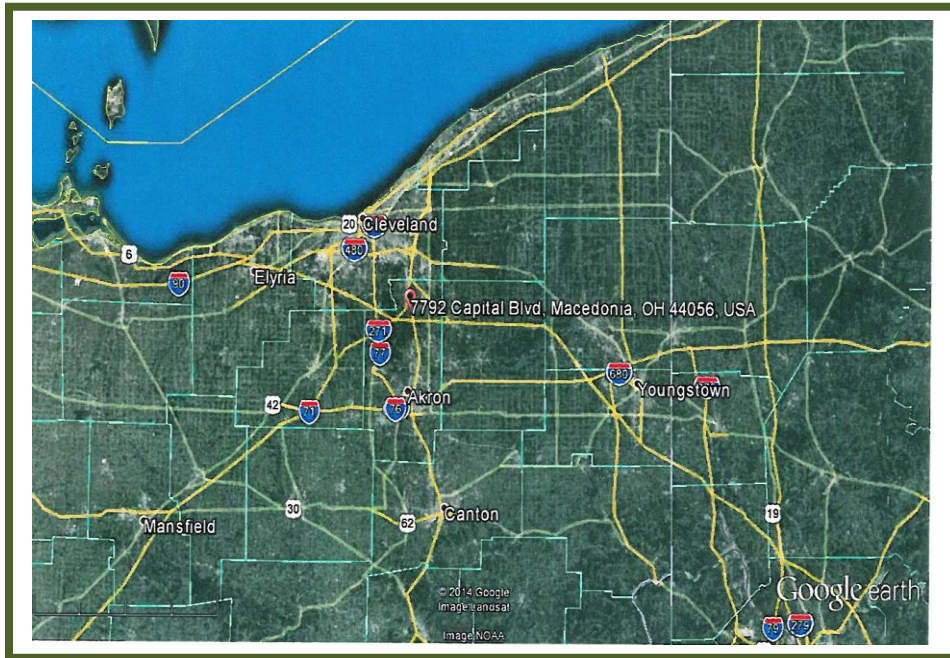 20
Cleveland
480
6
Elyria
90
7792 Capital Blvd, Macedonia, OH 44056, USA
271
77
680
Youngstown
Akron
42
71
76
Mansfield
30
62
Canton
19
© 2014 Google
Image Landsat
Image NOAA
Google earth
79
279